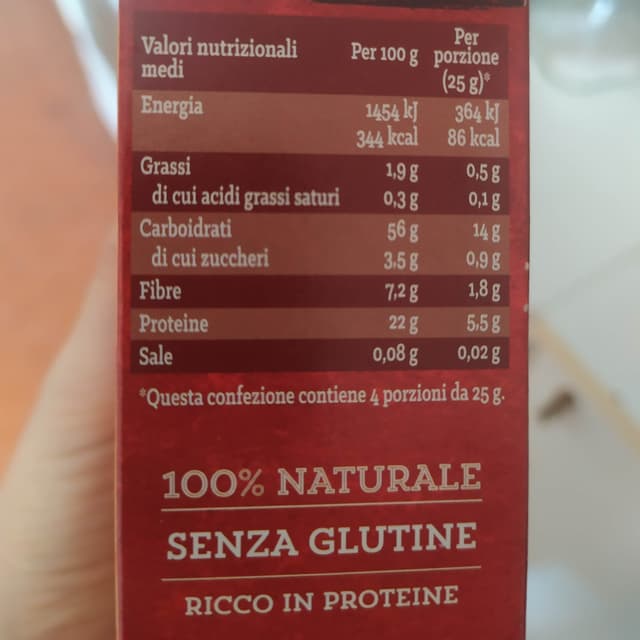 Valori nutrizionali medi Per 100 g Per porzione (25 g)*
Energia 1454 kJ 364 kJ
344 kcal 86 kcal
Grassi 1,9 g 0,5 g
di cui acidi grassi saturi 0,3 g 0,1 g
Carboidrati 56 g 14 g
di cui zuccheri 3,5 g 0,9 g
Fibre 7,2 g 1,8 g
Proteine 22 g 5,5 g
Sale 0,08 g 0,02 g
*Questa confezione contiene 4 porzioni da 25 g.
100% NATURALE
SENZA GLUTINE
RICCO IN PROTEINE